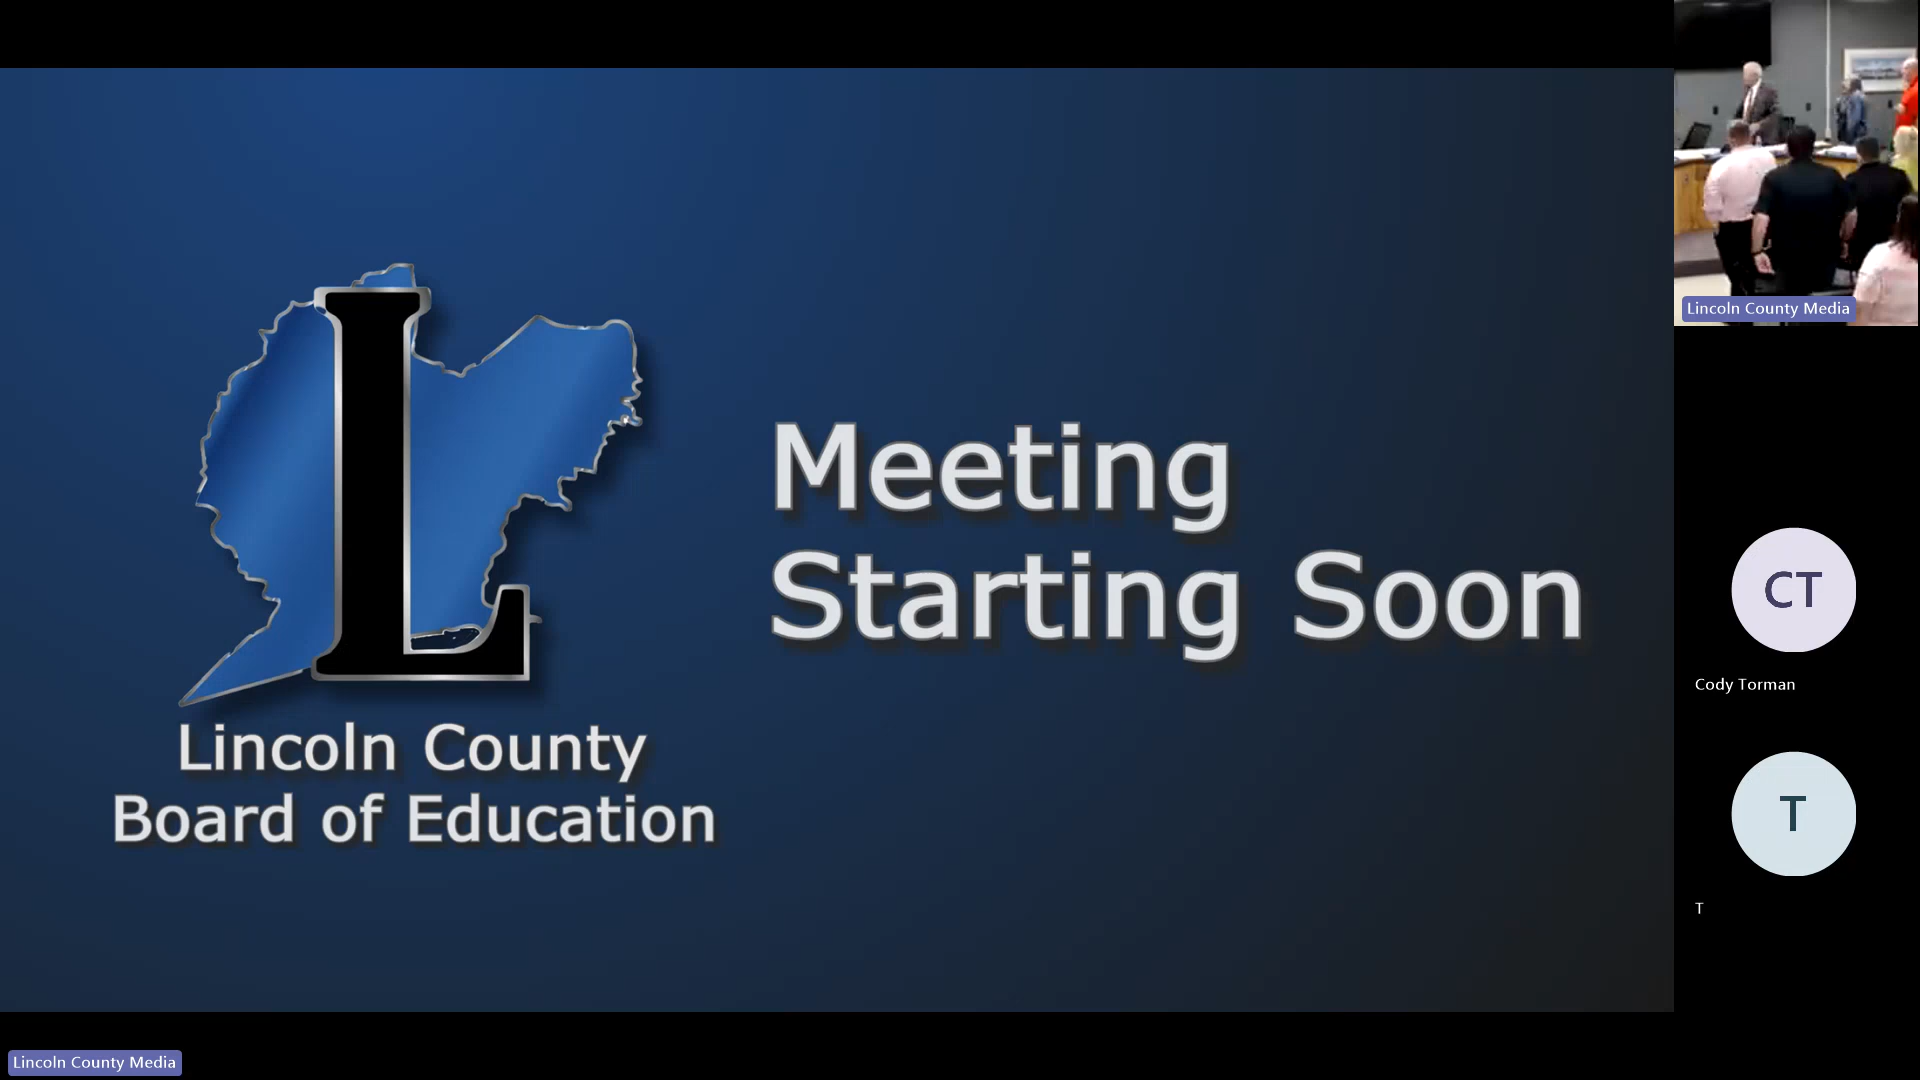 L
Meeting
Starting Soon
Lincoln County
Board of Education
Lincoln County Media
Lincoln County Media
CT
Cody Torman
T
T